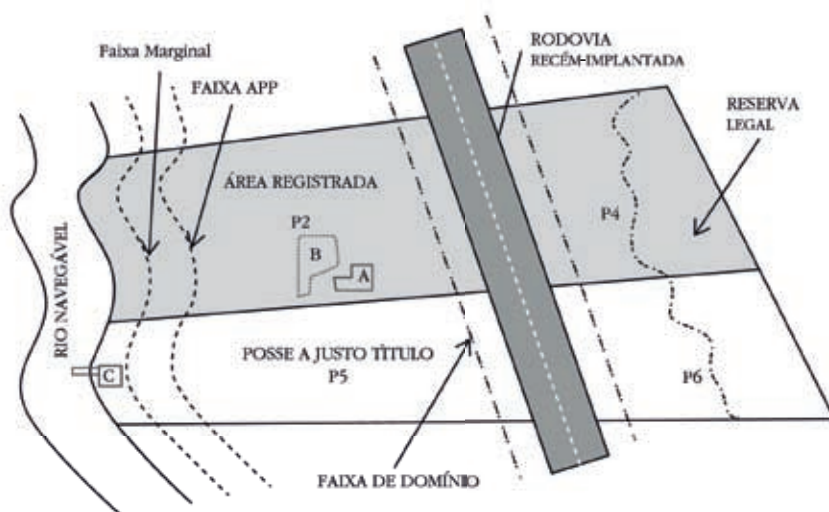 Faixa Marginal
FAIXA APP
RODOVIA
RECÉM-IMPLANTADA
RESERVA
LEGAL
ÁREA REGISTRADA
P2
P4
B
A
RIO NAVEGÁVEL
C
POSSE A JUSTO TÍTULO
P5
P6
FAIXA DE DOMÍNIO